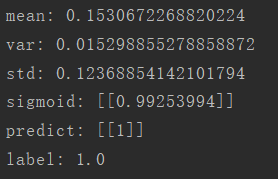 mean: 0.1530672268820224
var: 0.015298855278858872
std: 0.12368854142101794
sigmoid: [[0.99253994]]
predict: [[1]]
label: 1.0